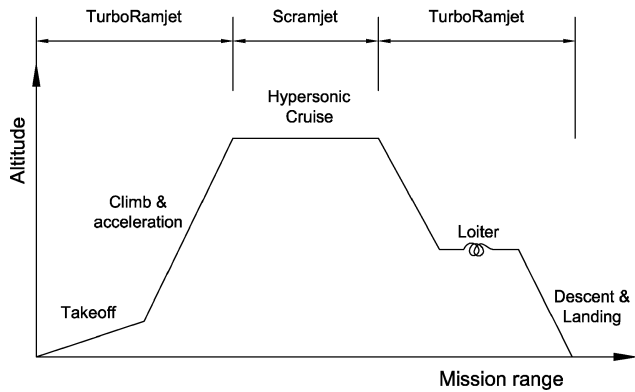 TurboRamjet
Scramjet
TurboRamjet
Hypersonic
Cruise
Altitude
Climb &
acceleration
Loiter
Takeoff
Descent &
Landing
Mission range